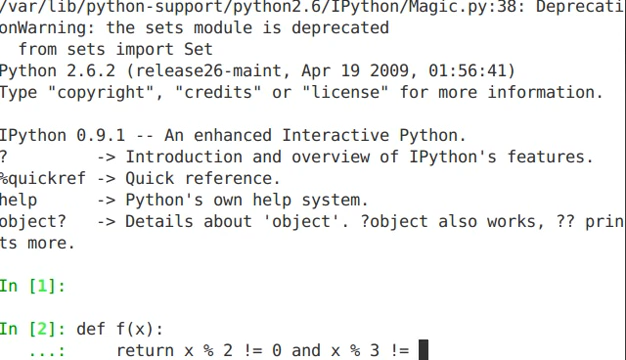 /var/lib/python-support/python2.6/IPython/Magic.py:38: Deprecati
onWarning: the sets module is deprecated
  from sets import Set
Python 2.6.2 (release26-maint, Apr 19 2009, 01:56:41)
Type "copyright", "credits" or "license" for more information.

IPython 0.9.1 -- An enhanced Interactive Python.
?         -> Introduction and overview of IPython's features.
%quickref -> Quick reference.
help      -> Python's own help system.
object?   -> Details about 'object'. ?object also works, ?? prin
ts more.

In [1]:

In [2]: def f(x):
   ...:     return x % 2 != 0 and x % 3 !=